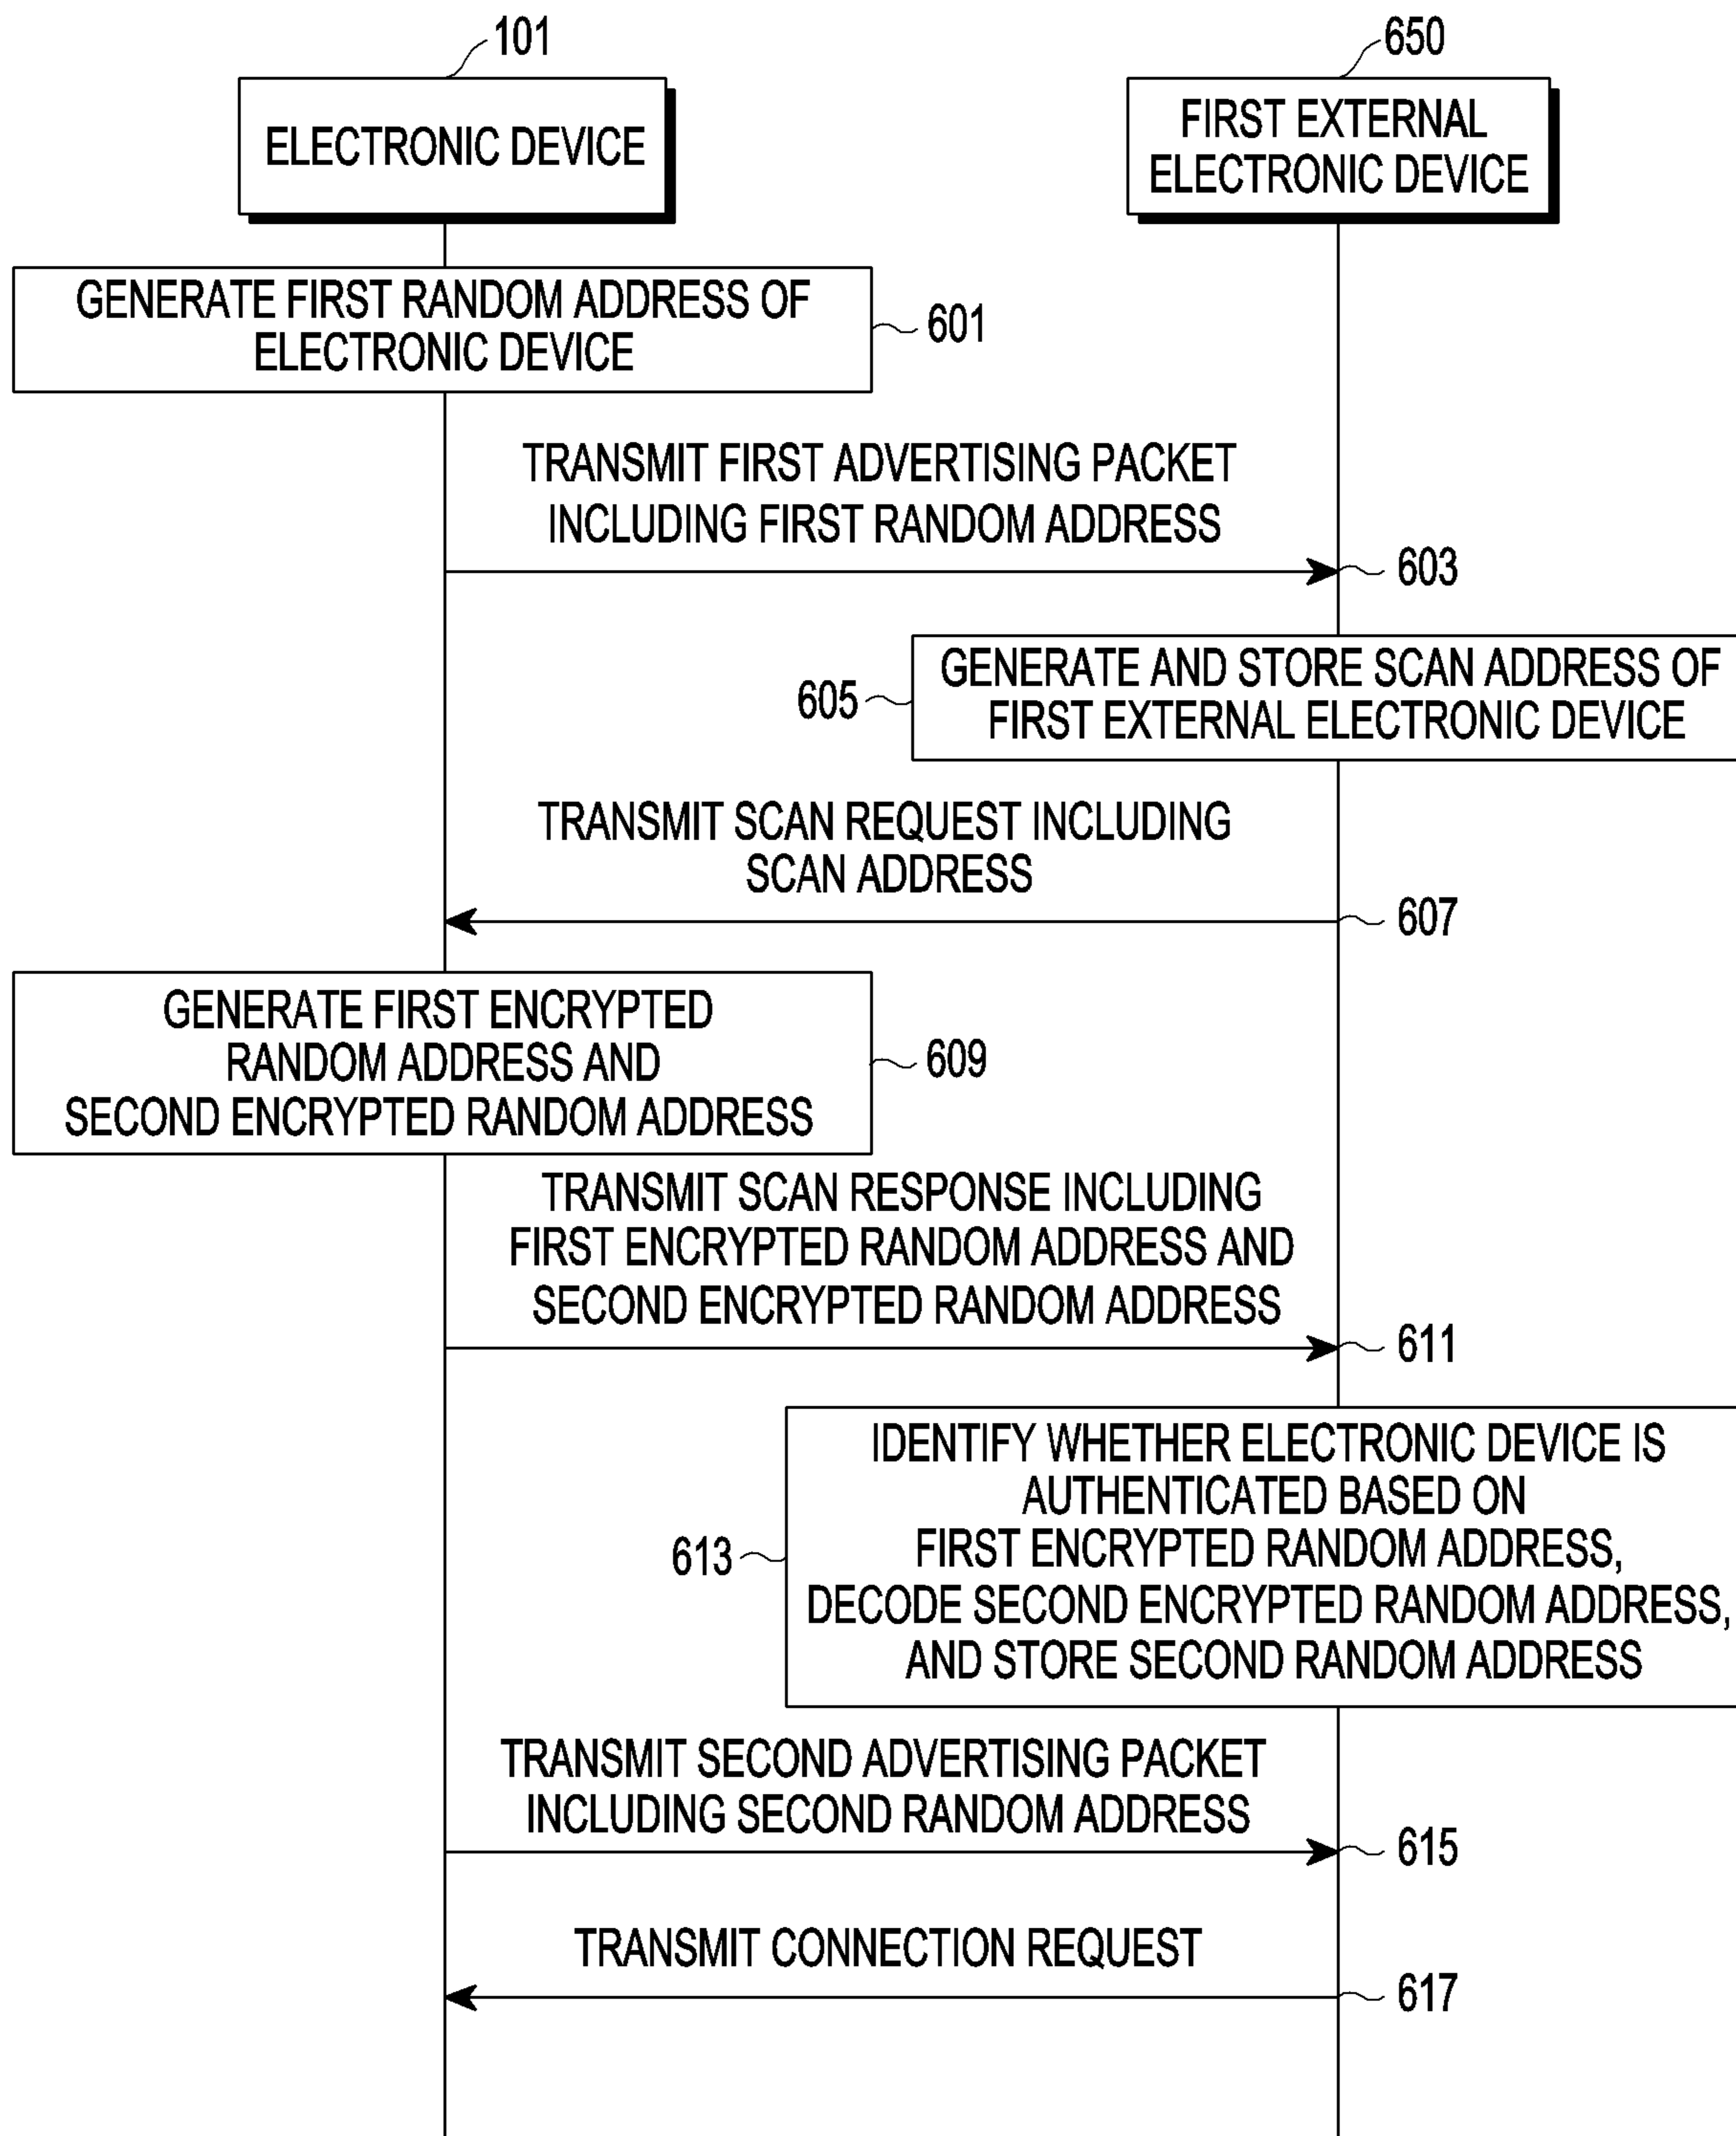 101
650
ELECTRONIC DEVICE
FIRST EXTERNAL
ELECTRONIC DEVICE
GENERATE FIRST RANDOM ADDRESS OF
ELECTRONIC DEVICE
601
TRANSMIT FIRST ADVERTISING PACKET
INCLUDING FIRST RANDOM ADDRESS
603
GENERATE AND STORE SCAN ADDRESS OF
FIRST EXTERNAL ELECTRONIC DEVICE
605
TRANSMIT SCAN REQUEST INCLUDING
SCAN ADDRESS
607
GENERATE FIRST ENCRYPTED
RANDOM ADDRESS AND
SECOND ENCRYPTED RANDOM ADDRESS
609
TRANSMIT SCAN RESPONSE INCLUDING
FIRST ENCRYPTED RANDOM ADDRESS AND
SECOND ENCRYPTED RANDOM ADDRESS
611
IDENTIFY WHETHER ELECTRONIC DEVICE IS
AUTHENTICATED BASED ON
FIRST ENCRYPTED RANDOM ADDRESS,
DECODE SECOND ENCRYPTED RANDOM ADDRESS,
AND STORE SECOND RANDOM ADDRESS
613
TRANSMIT SECOND ADVERTISING PACKET
INCLUDING SECOND RANDOM ADDRESS
615
TRANSMIT CONNECTION REQUEST
617